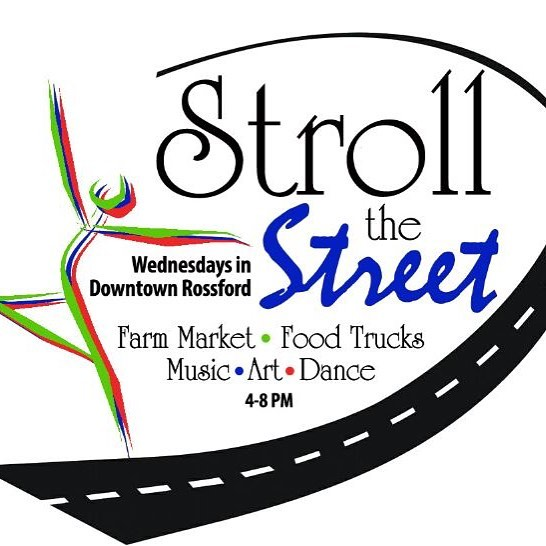 Stroll
the
Street
Wednesdays in
Downtown Rossford
Farm Market • Food Trucks
Music • Art • Dance
4-8 PM